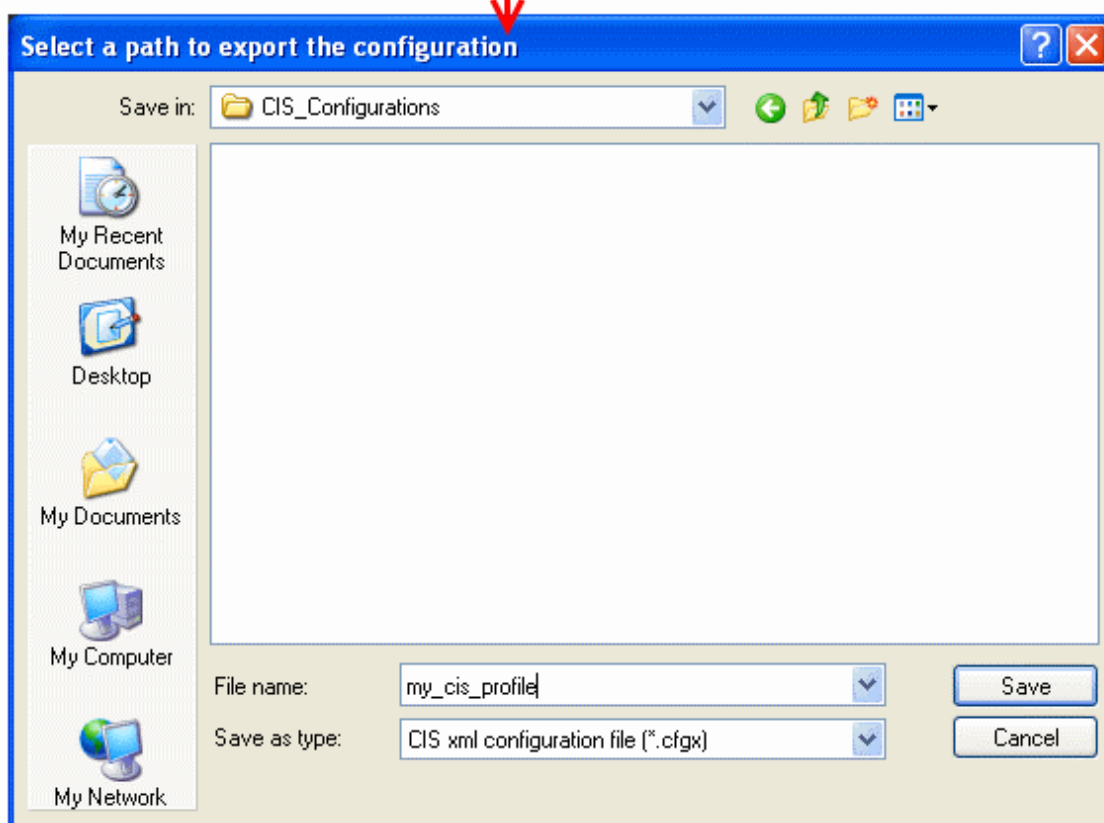 Select a path to export the configuration
Save in:
CIS_Configurations
My Recent
Documents
Desktop
My Documents
My Computer
My Network
File name:
my_cis_profile
Save
Save as type:
CIS xml configuration file (*.cfgx)
Cancel